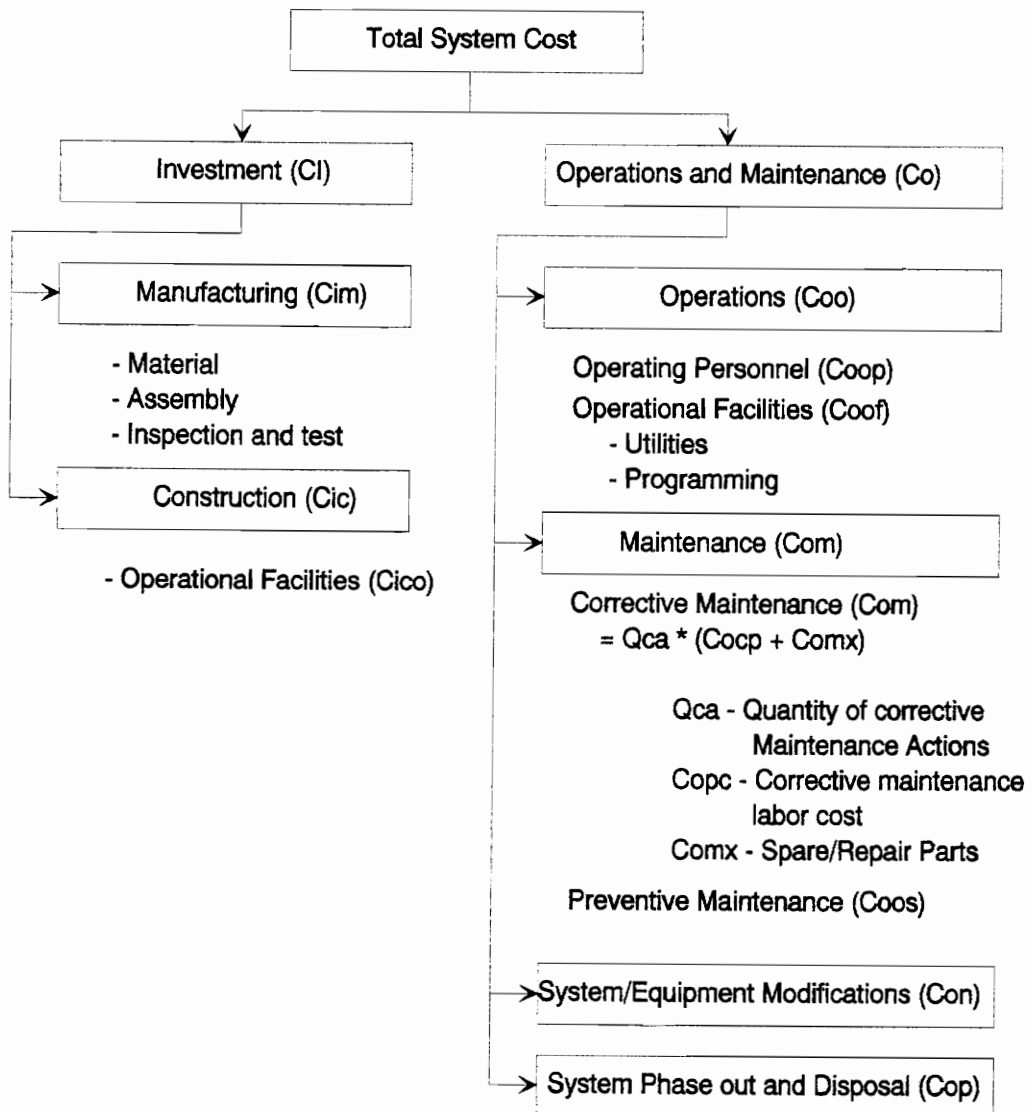 Total System Cost
Investment (CI)
Manufacturing (Cim)
- Material
- Assembly
- Inspection and test
Construction (Cic)
- Operational Facilities (Cico)
Operations and Maintenance (Co)
Operations (Coo)
Operating Personnel (Coop)
Operational Facilities (Coof)
- Utilities
- Programming
Maintenance (Com)
Corrective Maintenance (Com)
= Qca * (Cocp + Comx)
Qca - Quantity of corrective
Maintenance Actions
Copc - Corrective maintenance
labor cost
Comx - Spare/Repair Parts
Preventive Maintenance (Coos)
System/Equipment Modifications (Con)
System Phase out and Disposal (Cop)